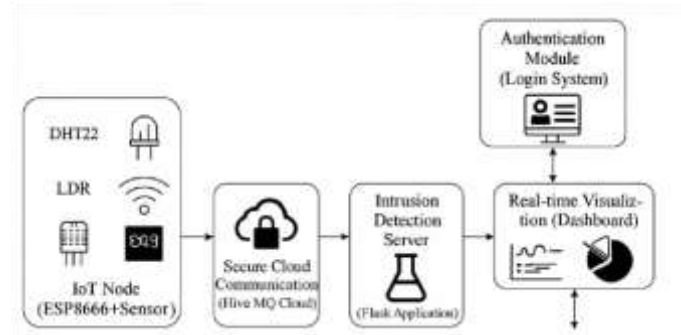 DHT22
LDR
IoT Node
(ESP8666+Sensor)
Secure Cloud
Communication
(Hive MQ Cloud)
Intrusion
Detection
Server
(Flask Application)
Authentication
Module
(Login System)
Real-time Visualiz-
tion (Dashboard)